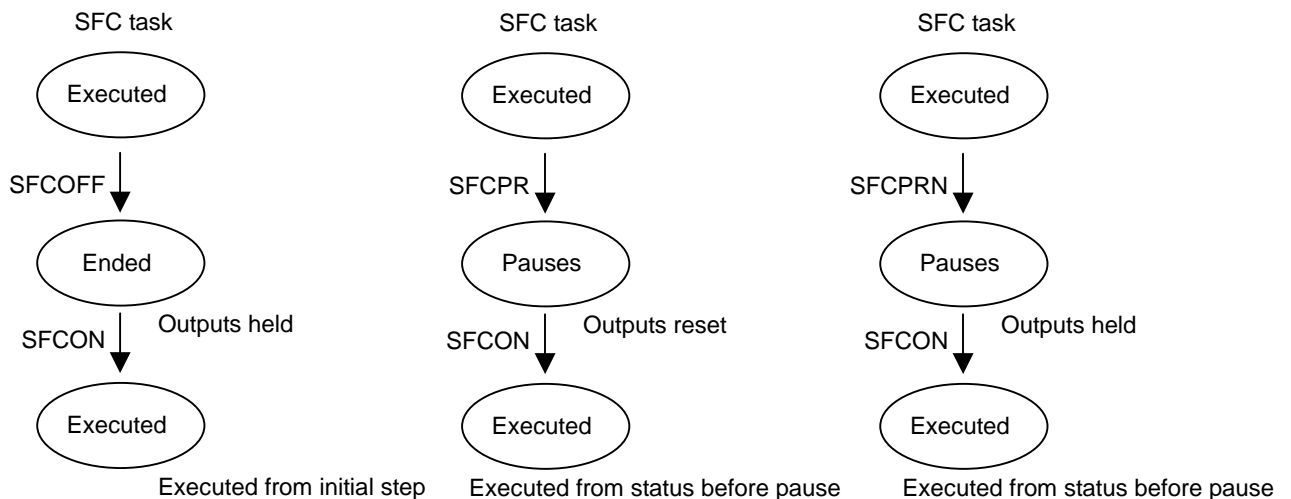 SFC task
Executed
SFCOFF
Ended
Outputs held
SFCON
Executed
Executed from initial step
SFC task
Executed
SFCPR
Pauses
Outputs reset
SFCON
Executed
Executed from status before pause
SFC task
Executed
SFCPRN
Pauses
Outputs held
SFCON
Executed
Executed from status before pause